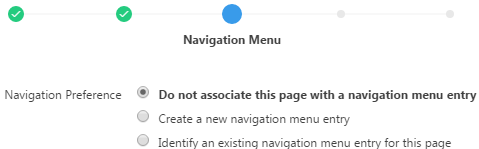 Navigation Menu
Navigation Preference
Do not associate this page with a navigation menu entry
Create a new navigation menu entry
Identify an existing navigation menu entry for this page